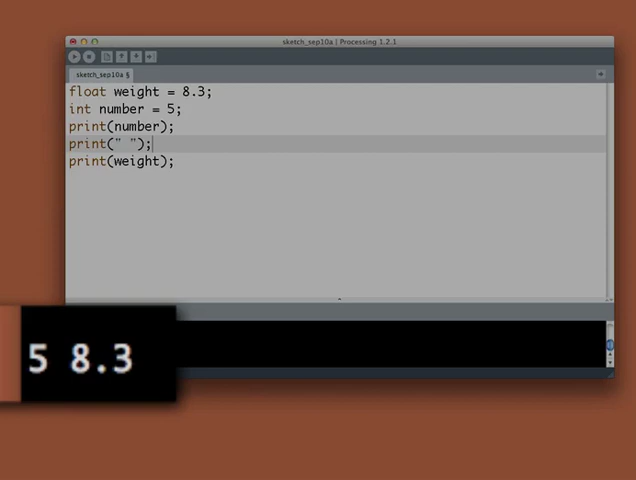 sketch_sep10a | Processing 1.2.1
sketch_sep10a §
float weight = 8.3;
int number = 5;
print(number);
print(" ");
print(weight);
5 8.3